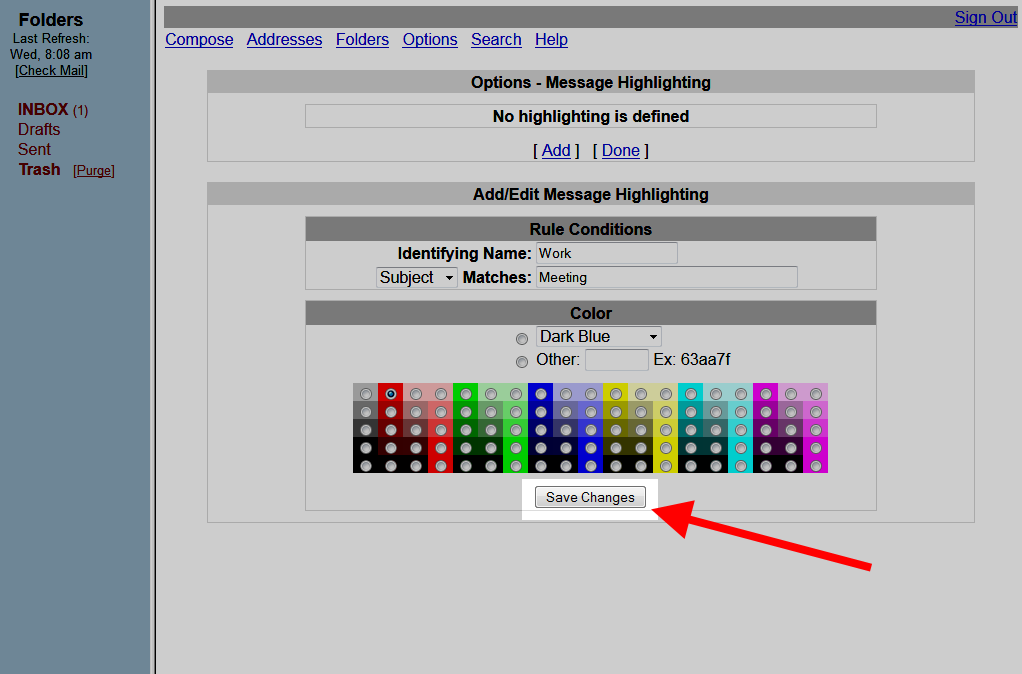 Folders
Last Refresh:
Wed, 8:08 am
[Check Mail]
INBOX (1)
Drafts
Sent
Trash [Purge]
Sign Out
Compose Addresses Folders Options Search Help
Options - Message Highlighting
No highlighting is defined
[ Add ] [ Done ]
Add/Edit Message Highlighting
Rule Conditions
Identifying Name: Work
Subject Matches: Meeting
Color
Dark Blue
Other: Ex: 63aa7f
Save Changes